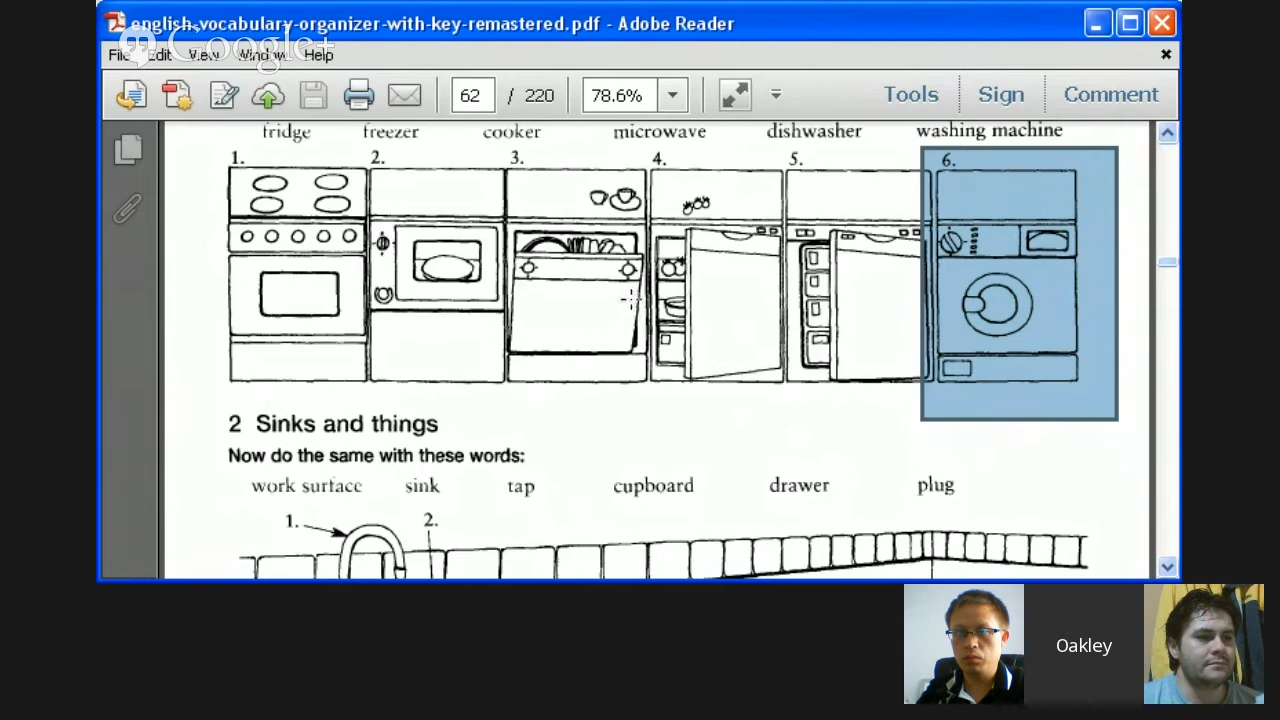 english-vocabulary-organizer-with-key-remastered.pdf - Adobe Reader
Google+
File Edit View Window Help
62 / 220 78.6% Tools Sign Comment
fridge freezer cooker microwave dishwasher washing machine
1. 2. 3. 4. 5. 6.
2 Sinks and things
Now do the same with these words:
work surface sink tap cupboard drawer plug
1. 2.
Oakley